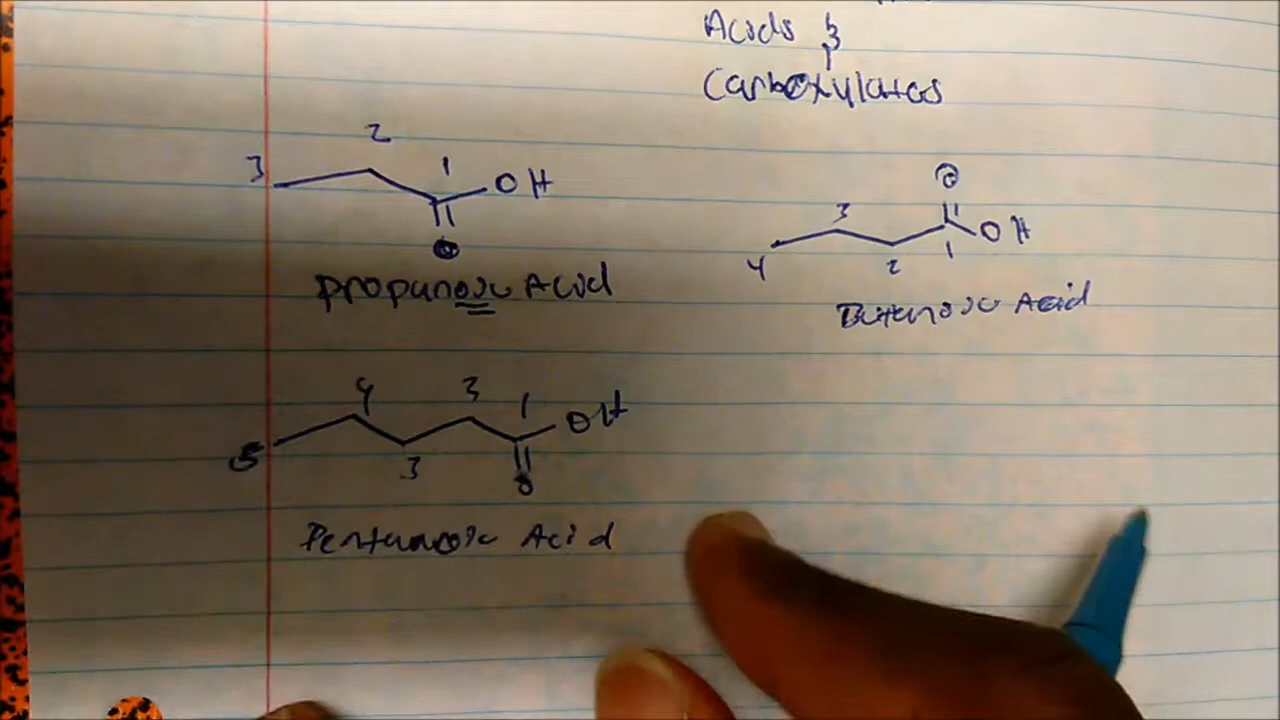 Acids &
Carboxylates
2
3
1
OH
O
propanoic Acid
O
3
OH
4
2
1
Butanoic Acid
4
3
1
OH
5
3
O
Pentanoic Acid